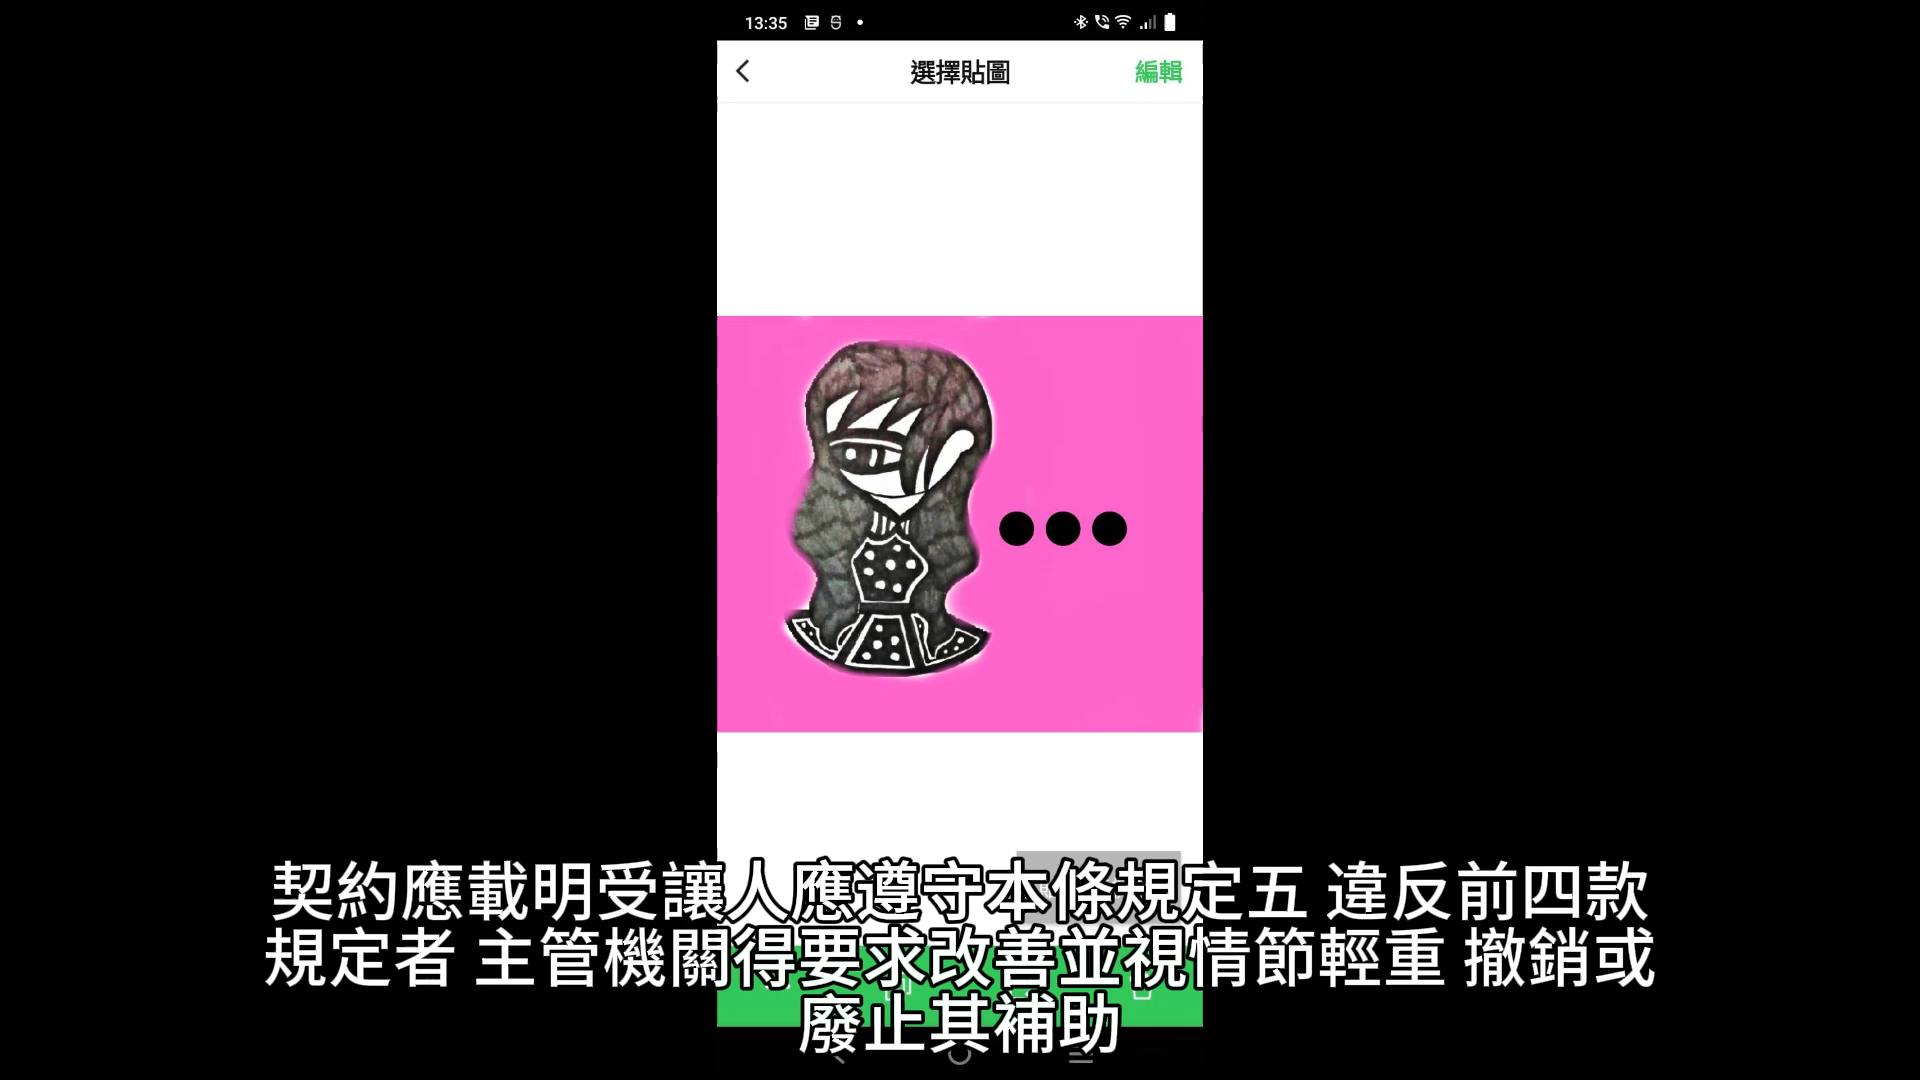 13:35
選擇貼圖
編輯
契約應載明受讓人應遵守本條規定五 違反前四款
規定者 主管機關得要求改善並視情節輕重 撤銷或
廢止其補助